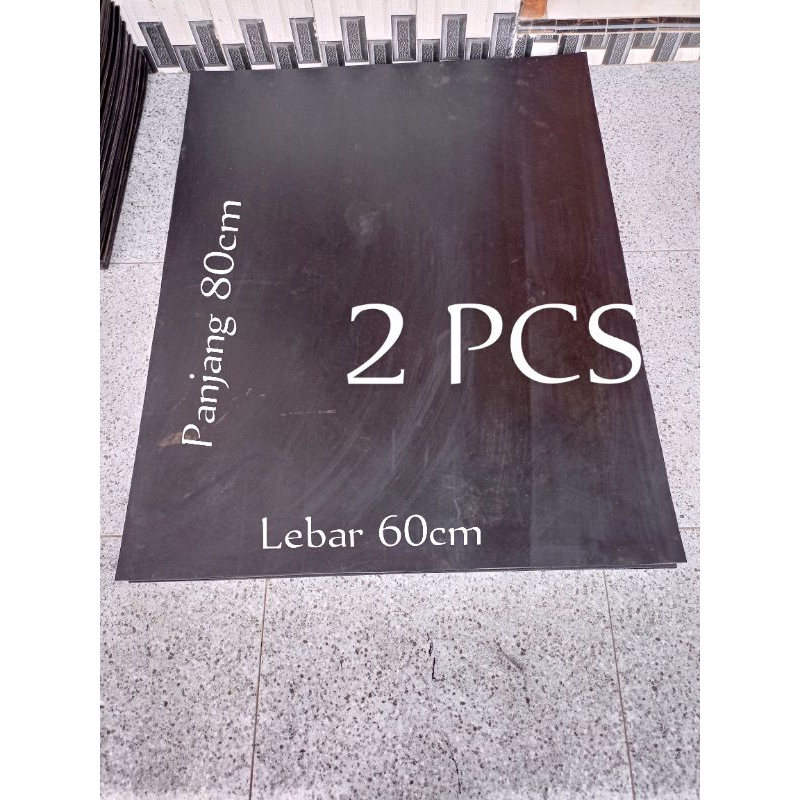 Panjang 80cm
2 PCS
Lebar 60cm